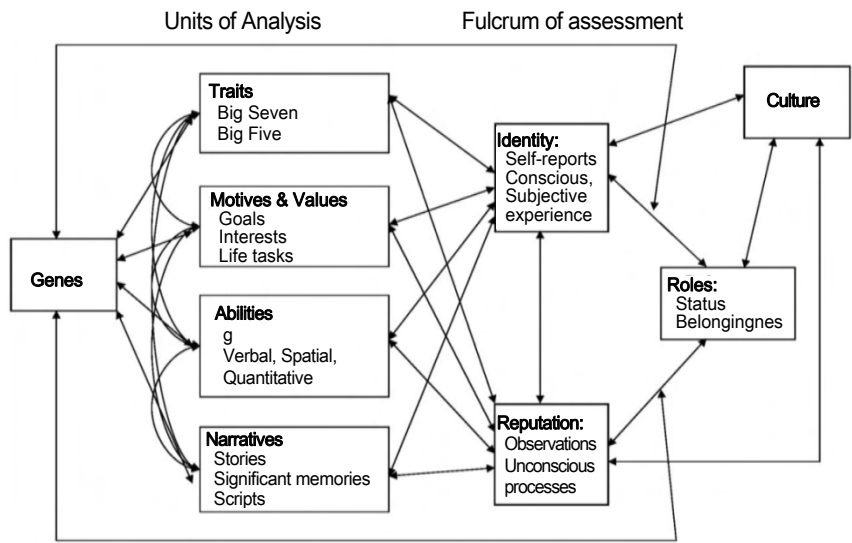 Units of Analysis
Fulcrum of assessment
Genes
Traits
Big Seven
Big Five
Motives & Values
Goals
Interests
Life tasks
Abilities
g
Verbal, Spatial,
Quantitative
Narratives
Stories
Significant memories
Scripts
Identity:
Self-reports
Conscious,
Subjective
experience
Reputation:
Observations
Unconscious
processes
Culture
Roles:
Status
Belongingnes